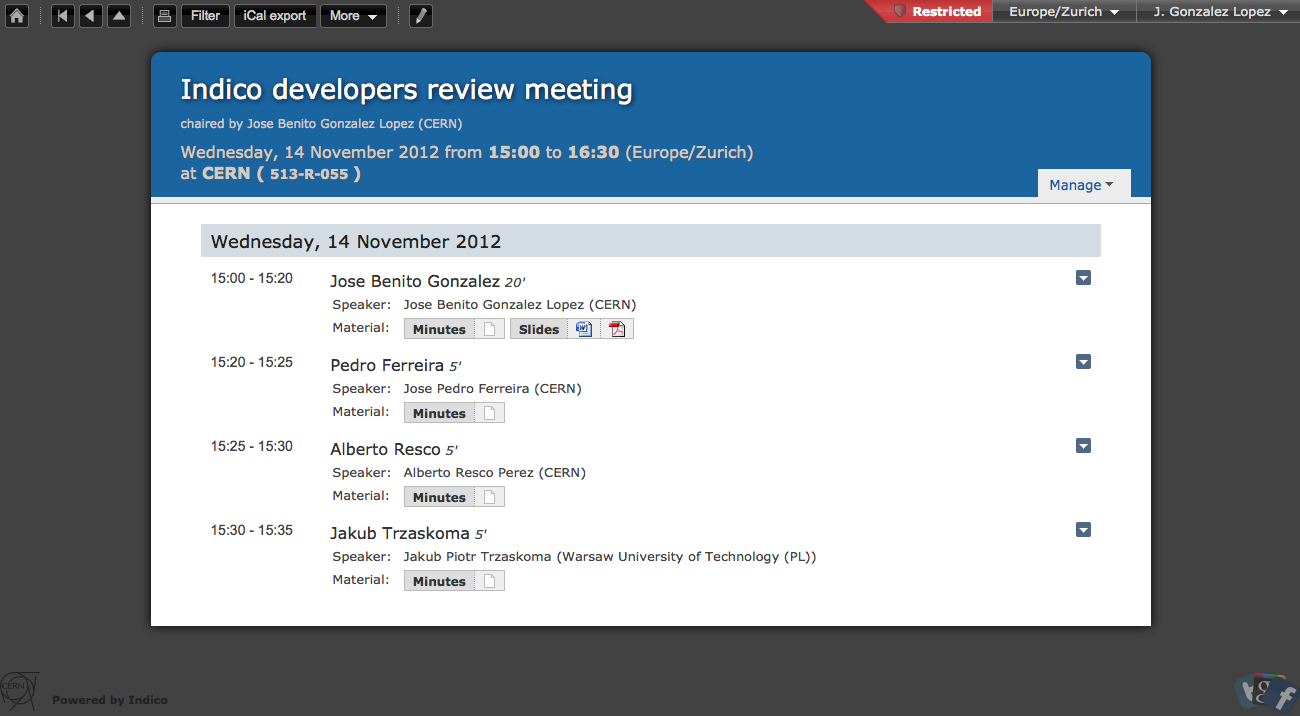 Filter iCal export More Restricted Europe/Zurich J. Gonzalez Lopez
Indico developers review meeting
chaired by Jose Benito Gonzalez Lopez (CERN)
Wednesday, 14 November 2012 from 15:00 to 16:30 (Europe/Zurich)
at CERN ( 513-R-055 )
Manage
Wednesday, 14 November 2012
15:00 - 15:20 Jose Benito Gonzalez 20'
Speaker: Jose Benito Gonzalez Lopez (CERN)
Material: Minutes Slides
15:20 - 15:25 Pedro Ferreira 5'
Speaker: Jose Pedro Ferreira (CERN)
Material: Minutes
15:25 - 15:30 Alberto Resco 5'
Speaker: Alberto Resco Perez (CERN)
Material: Minutes
15:30 - 15:35 Jakub Trzaskoma 5'
Speaker: Jakub Piotr Trzaskoma (Warsaw University of Technology (PL))
Material: Minutes
CERN Powered by Indico